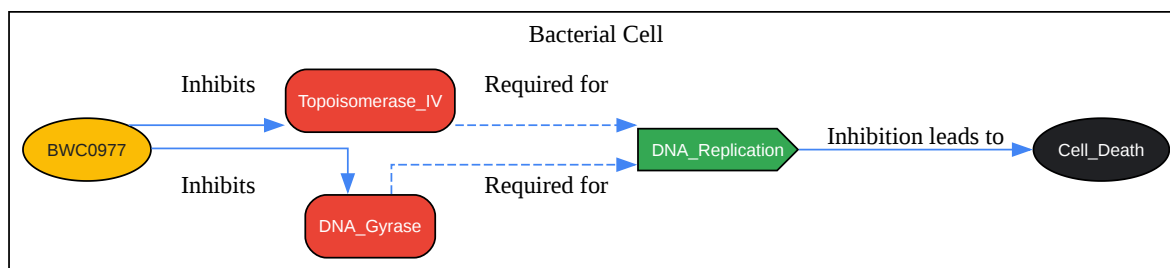 Bacterial Cell
Inhibits
Topoisomerase_IV
Required for
BWC0977
DNA_Replication
Inhibition leads to
Cell_Death
Inhibits
Required for
DNA_Gyrase